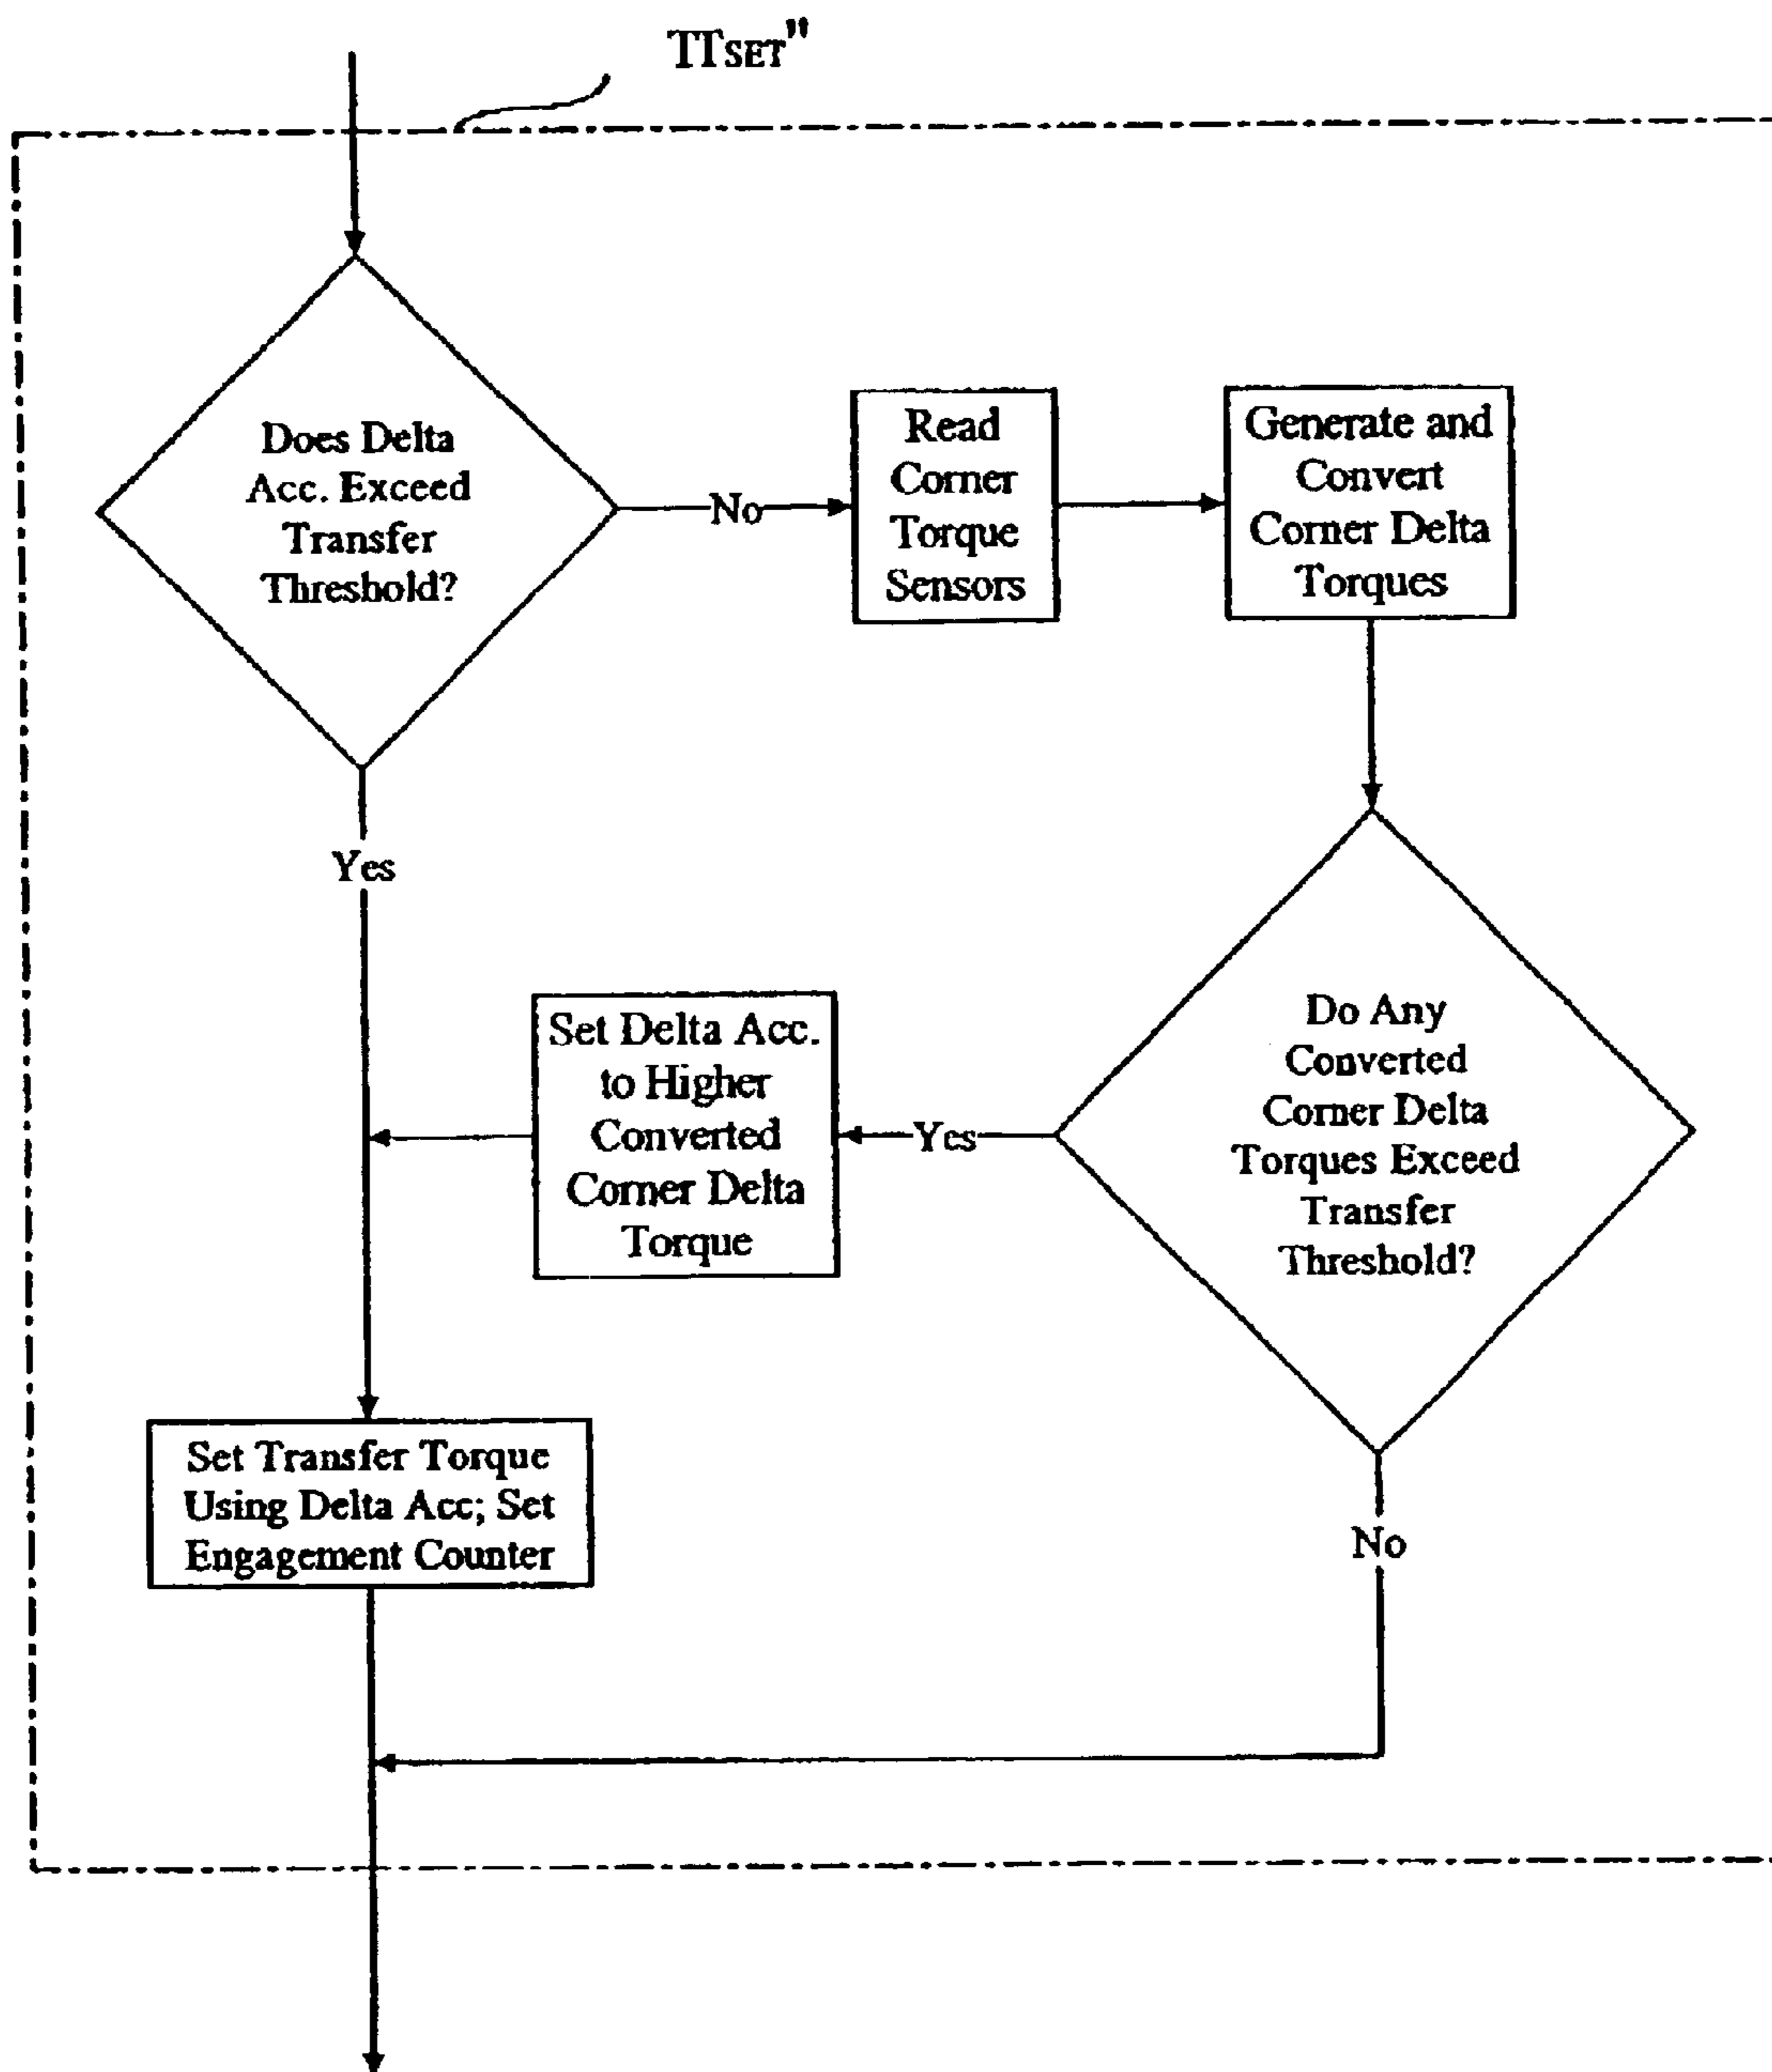 TTSET"
Does Delta
Acc. Exceed
Transfer
Threshold?
No
Read
Corner
Torque
Sensors
Generate and
Convert
Corner Delta
Torques
Yes
Do Any
Converted
Corner Delta
Torques Exceed
Transfer
Threshold?
Yes
Set Delta Acc.
to Higher
Converted
Corner Delta
Torque
Set Transfer Torque
Using Delta Acc; Set
Engagement Counter
No